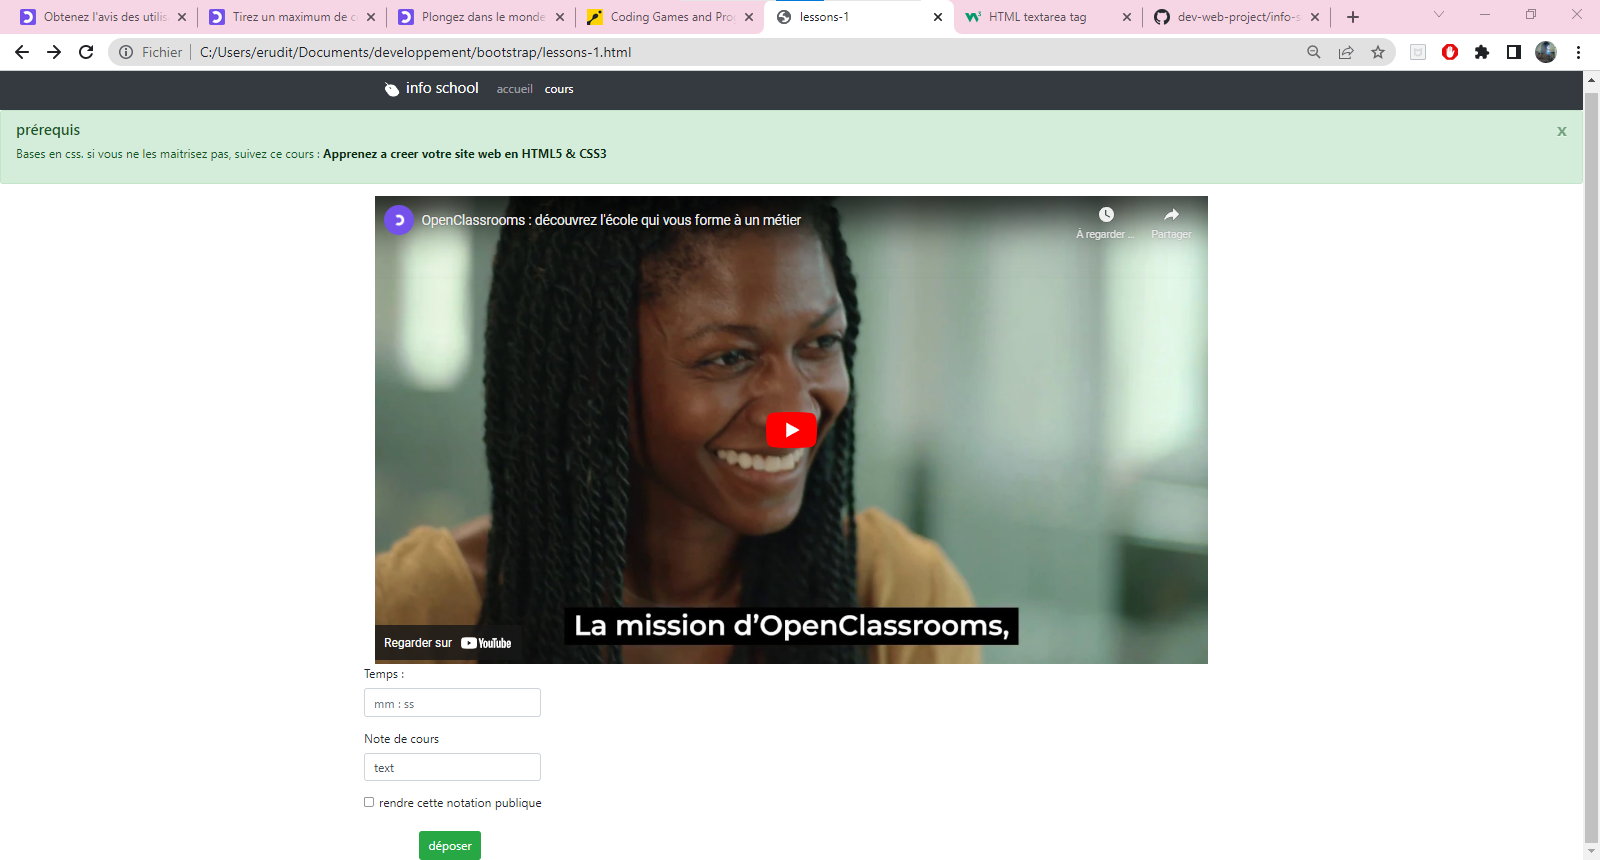 Obtenez l'avis des utilis
Tirez un maximum de c
Plongez dans le monde
Coding Games and Pro
lessons-1
HTML textarea tag
dev-web-project/info-s
Fichier
C:/Users/erudit/Documents/developpement/bootstrap/lessons-1.html
info school
accueil
cours
prérequis
x
Bases en css. si vous ne les maitrisez pas, suivez ce cours : Apprenez a creer votre site web en HTML5 & CSS3
OpenClassrooms : découvrez l'école qui vous forme à un métier
À regarder ...
Partager
La mission d'OpenClassrooms,
Regarder sur YouTube
Temps :
mm : ss
Note de cours
text
rendre cette notation publique
déposer